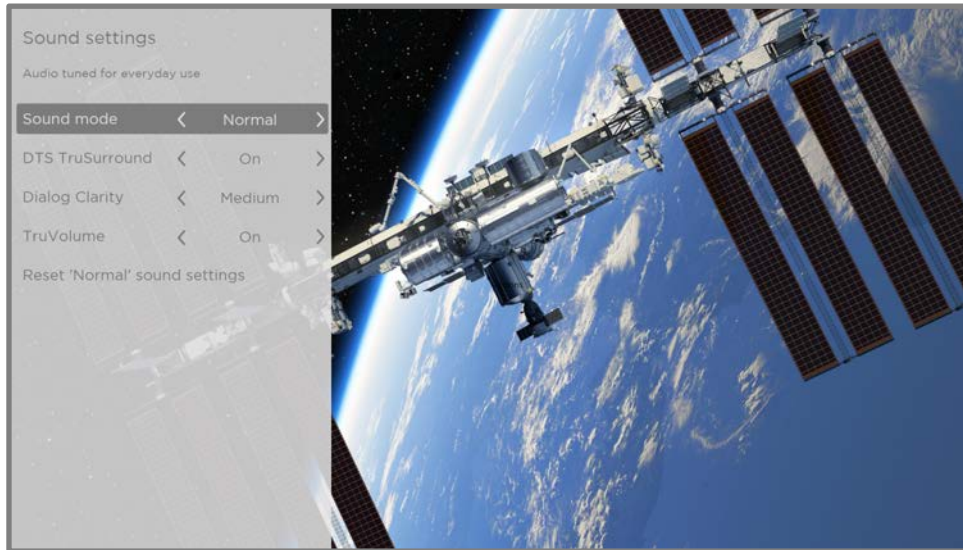 Sound settings
Audio tuned for everyday use
Sound mode < Normal >
DTS TruSurround < On >
Dialog Clarity < Medium >
TruVolume < On >
Reset 'Normal' sound settings